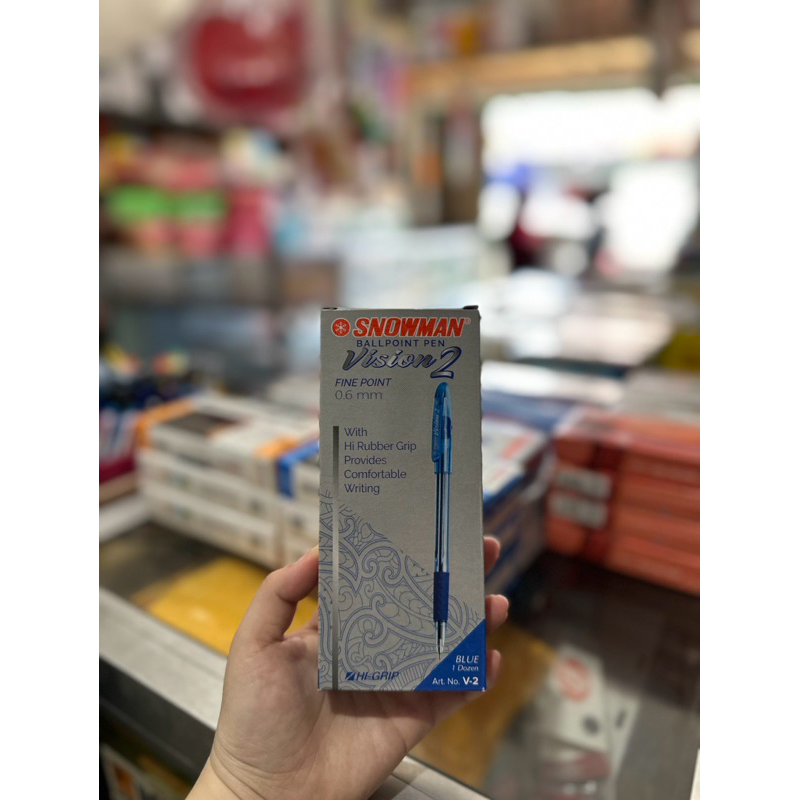 SNOWMAN
BALLPOINT PEN
Vision 2
FINE POINT
0.6 mm
With
Hi Rubber Grip
Provides
Comfortable
Writing
BLUE
1 Dozen
HI-GRIP
Art. No. V-2